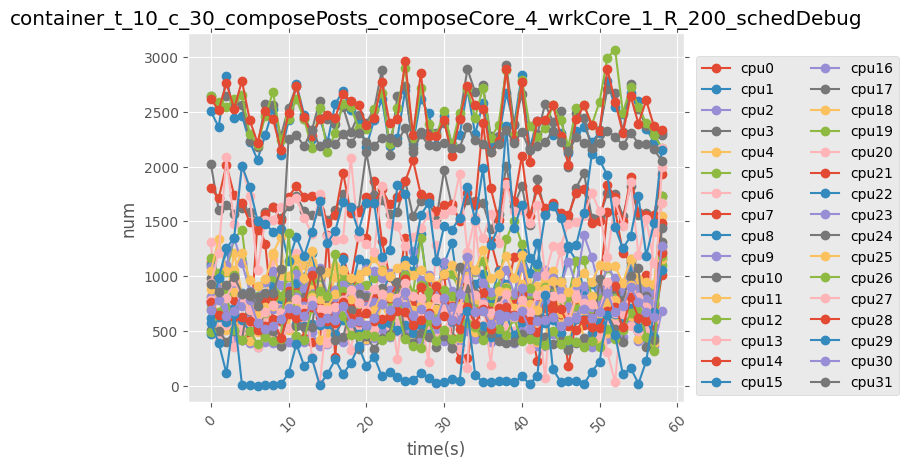 container_t_10_c_30_composePosts_composeCore_4_wrkCore_1_R_200_schedDebug
3000
2500
2000
1500
1000
500
0
num
0
10
20
30
40
50
60
time(s)
cpu0
cpu1
cpu2
cpu3
cpu4
cpu5
cpu6
cpu7
cpu8
cpu9
cpu10
cpu11
cpu12
cpu13
cpu14
cpu15
cpu16
cpu17
cpu18
cpu19
cpu20
cpu21
cpu22
cpu23
cpu24
cpu25
cpu26
cpu27
cpu28
cpu29
cpu30
cpu31